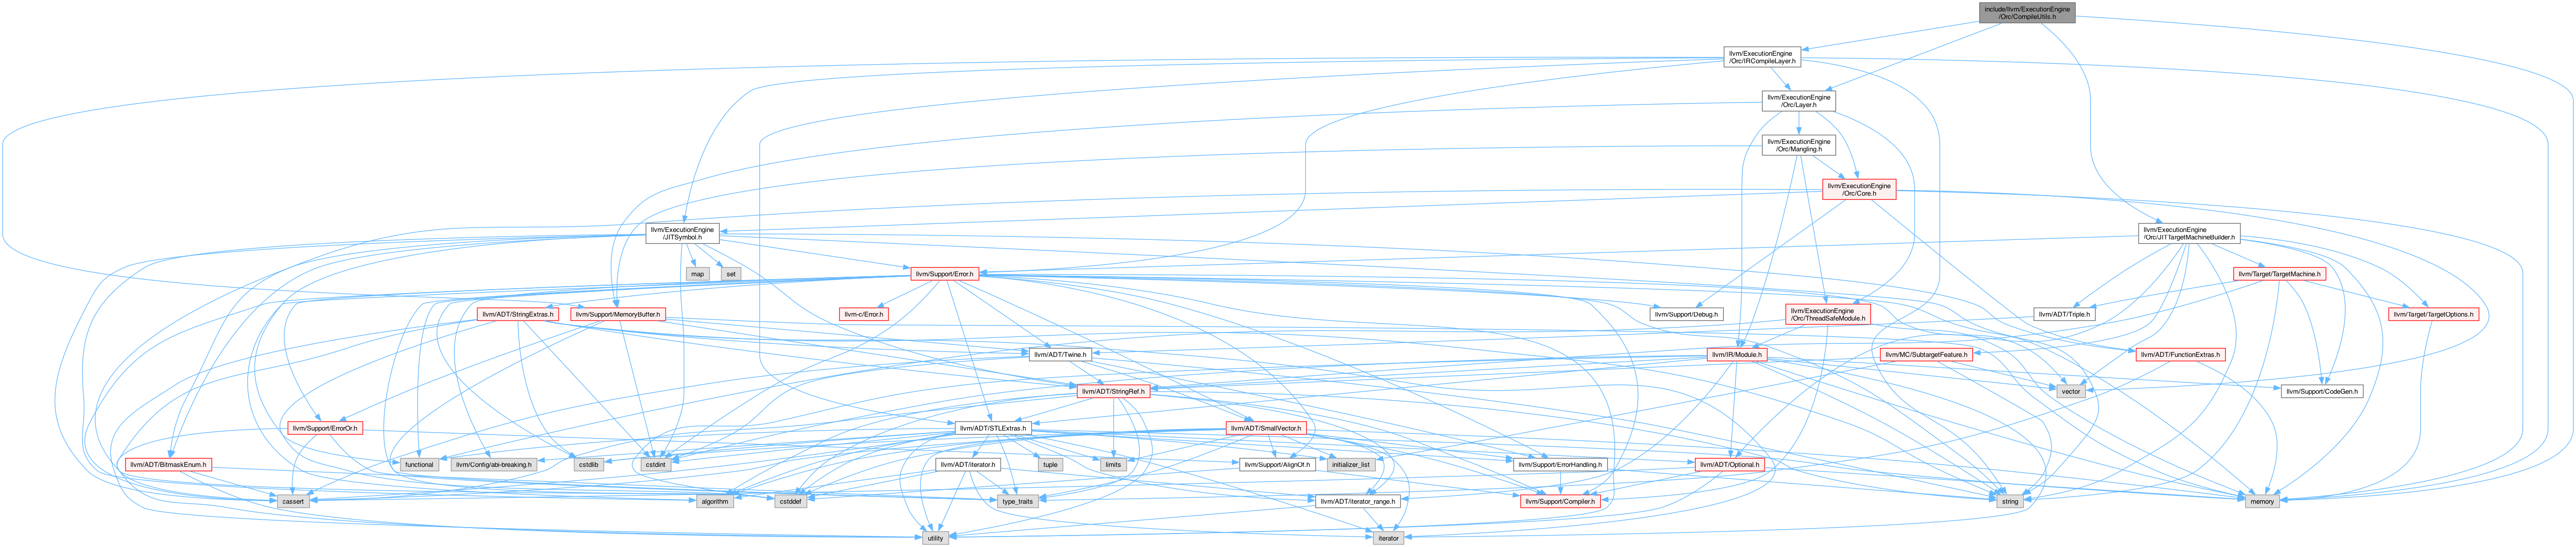 include/llvm/ExecutionEngine
/Orc/CompileUtils.h
llvm/ExecutionEngine
/Orc/IRCompileLayer.h
llvm/ExecutionEngine
/Orc/Layer.h
llvm/ExecutionEngine
/Orc/Mangling.h
llvm/ExecutionEngine
/Orc/Core.h
llvm/ExecutionEngine
/JITSymbol.h
llvm/ExecutionEngine
/Orc/JITTargetMachineBuilder.h
map
set
llvm/Support/Error.h
llvm/Target/TargetMachine.h
llvm/ADT/StringExtras.h
llvm/Support/MemoryBuffer.h
llvm-c/Error.h
llvm/Support/Debug.h
llvm/ExecutionEngine
/Orc/ThreadSafeModule.h
llvm/ADT/Triple.h
llvm/Target/TargetOptions.h
llvm/ADT/Twine.h
llvm/IR/Module.h
llvm/MC/SubtargetFeature.h
llvm/ADT/FunctionExtras.h
llvm/ADT/StringRef.h
vector
llvm/Support/CodeGen.h
llvm/Support/ErrorOr.h
llvm/ADT/STLExtras.h
llvm/ADT/SmallVector.h
llvm/ADT/BitmaskEnum.h
functional
llvm/Config/abi-breaking.h
cstdlib
cstdint
llvm/ADT/iterator.h
tuple
limits
llvm/Support/AlignOf.h
initializer_list
llvm/Support/ErrorHandling.h
llvm/ADT/Optional.h
cassert
algorithm
cstddef
type_traits
llvm/ADT/iterator_range.h
llvm/Support/Compiler.h
string
memory
utility
iterator